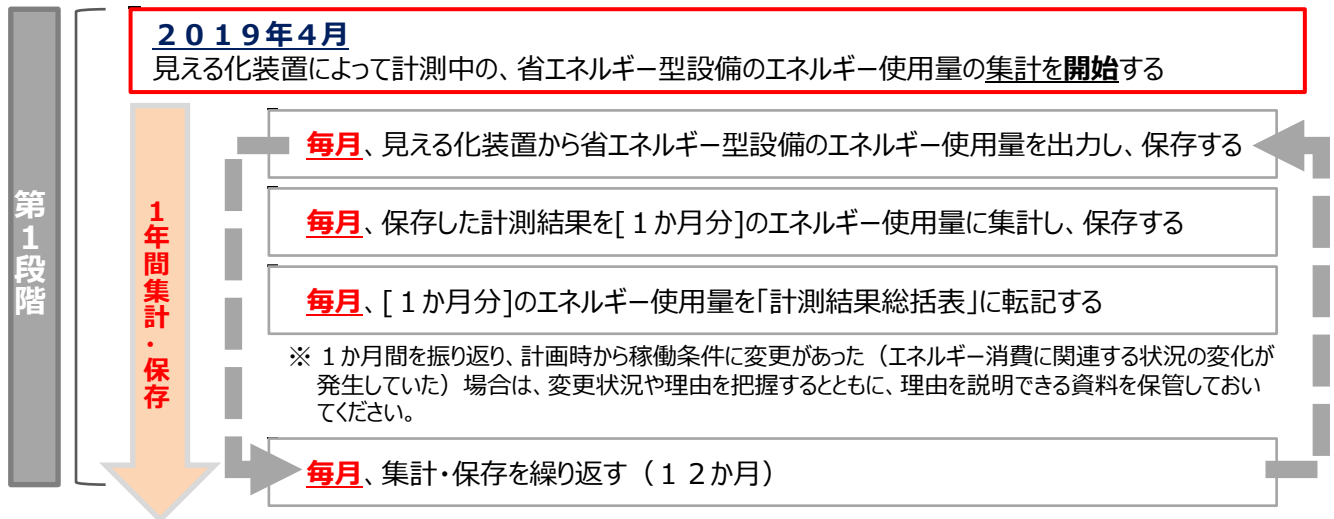 第1段階
２０１９年４月
見える化装置によって計測中の、省エネルギー型設備のエネルギー使用量の集計を開始する
1年間集計・保存
毎月、見える化装置から省エネルギー型設備のエネルギー使用量を出力し、保存する
毎月、保存した計測結果を[１か月分]のエネルギー使用量に集計し、保存する
毎月、[１か月分]のエネルギー使用量を「計測結果総括表」に転記する
※ １か月間を振り返り、計画時から稼働条件に変更があった（エネルギー消費に関連する状況の変化が
発生していた）場合は、変更状況や理由を把握するとともに、理由を説明できる資料を保管しておい
てください。
毎月、集計・保存を繰り返す（１２か月）